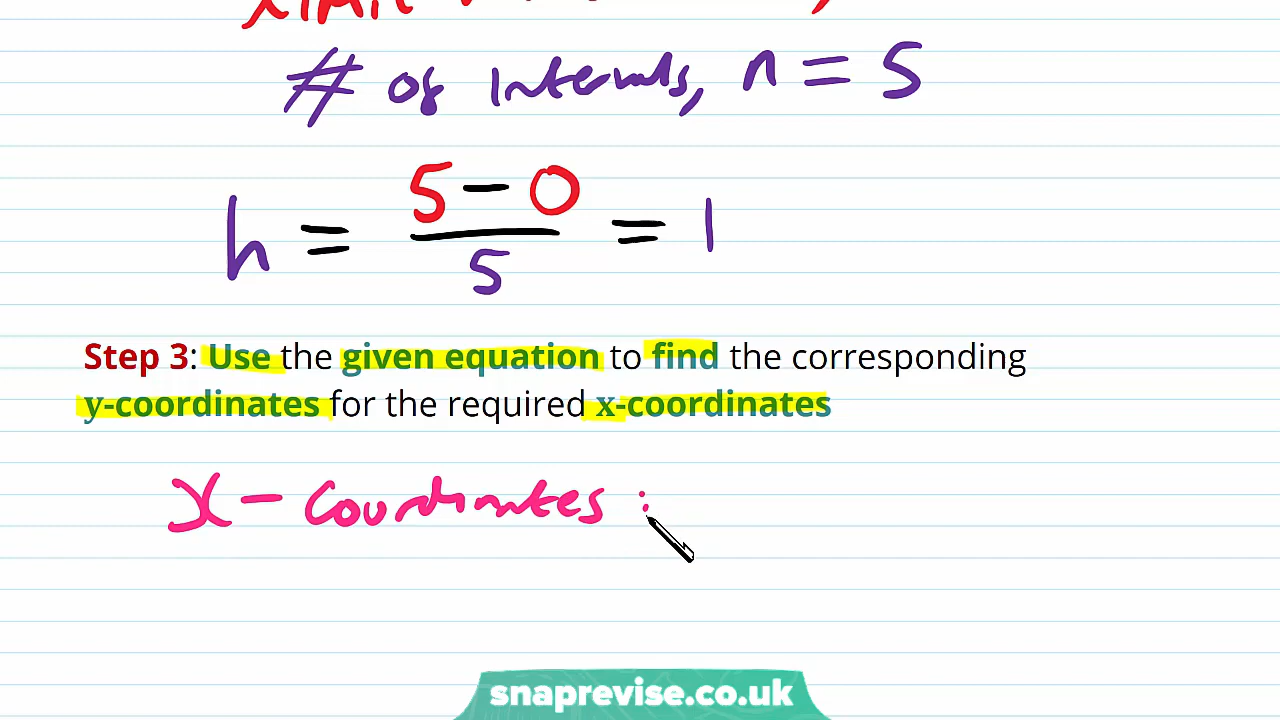 # of Intervals, n = 5
h = 5 - 0 / 5 = 1
Step 3: Use the given equation to find the corresponding
y-coordinates for the required x-coordinates
x - coordinates :
snaprevise.co.uk